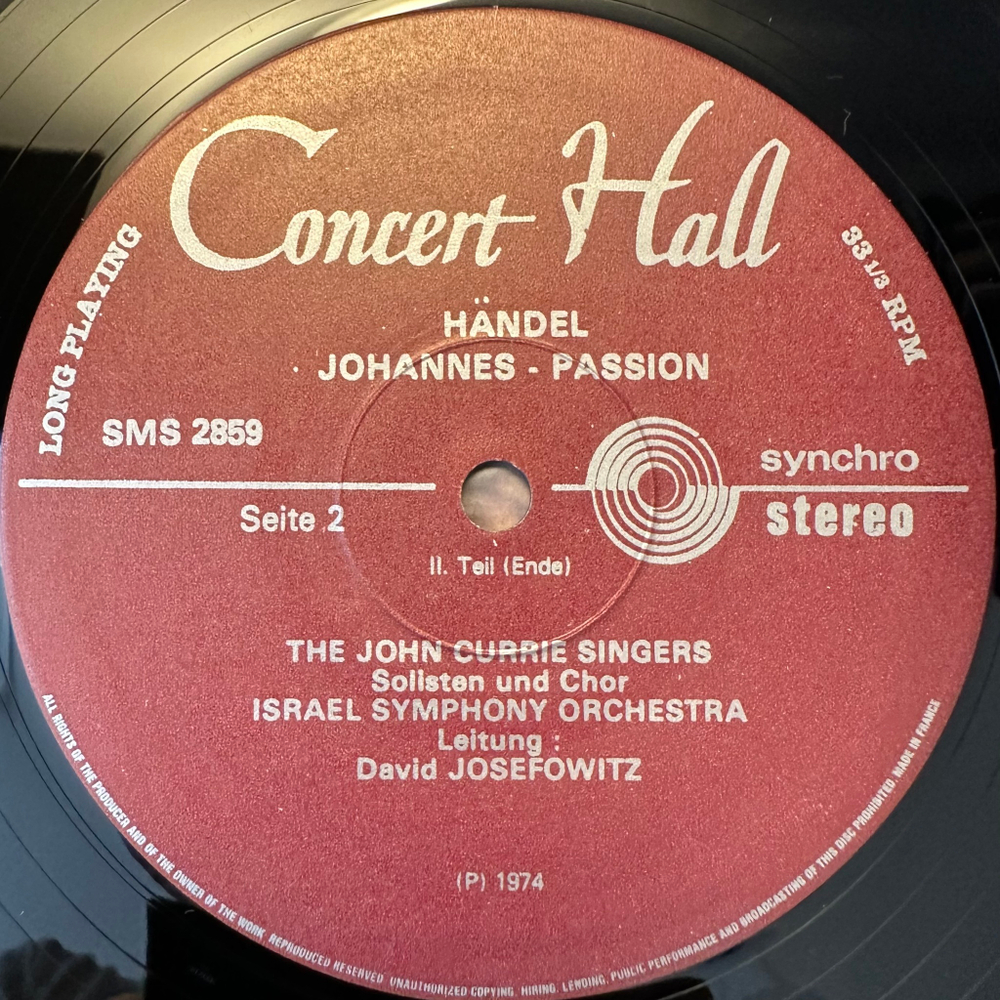 Concert Hall
LONG PLAYING
33 1/3 RPM
HÄNDEL
JOHANNES - PASSION
SMS 2859
synchro
stereo
Seite 2
II. Teil (Ende)
THE JOHN CURRIE SINGERS
Solisten und Chor
ISRAEL SYMPHONY ORCHESTRA
Leitung :
David JOSEFOWITZ
(P) 1974
ALL RIGHTS OF THE PRODUCER AND OF THE OWNER OF THE WORK REPRODUCED RESERVED UNAUTHORIZED COPYING, HIRING, LENDING, PUBLIC PERFORMANCE AND BROADCASTING OF THIS DISC PROHIBITED. MADE IN FRANCE